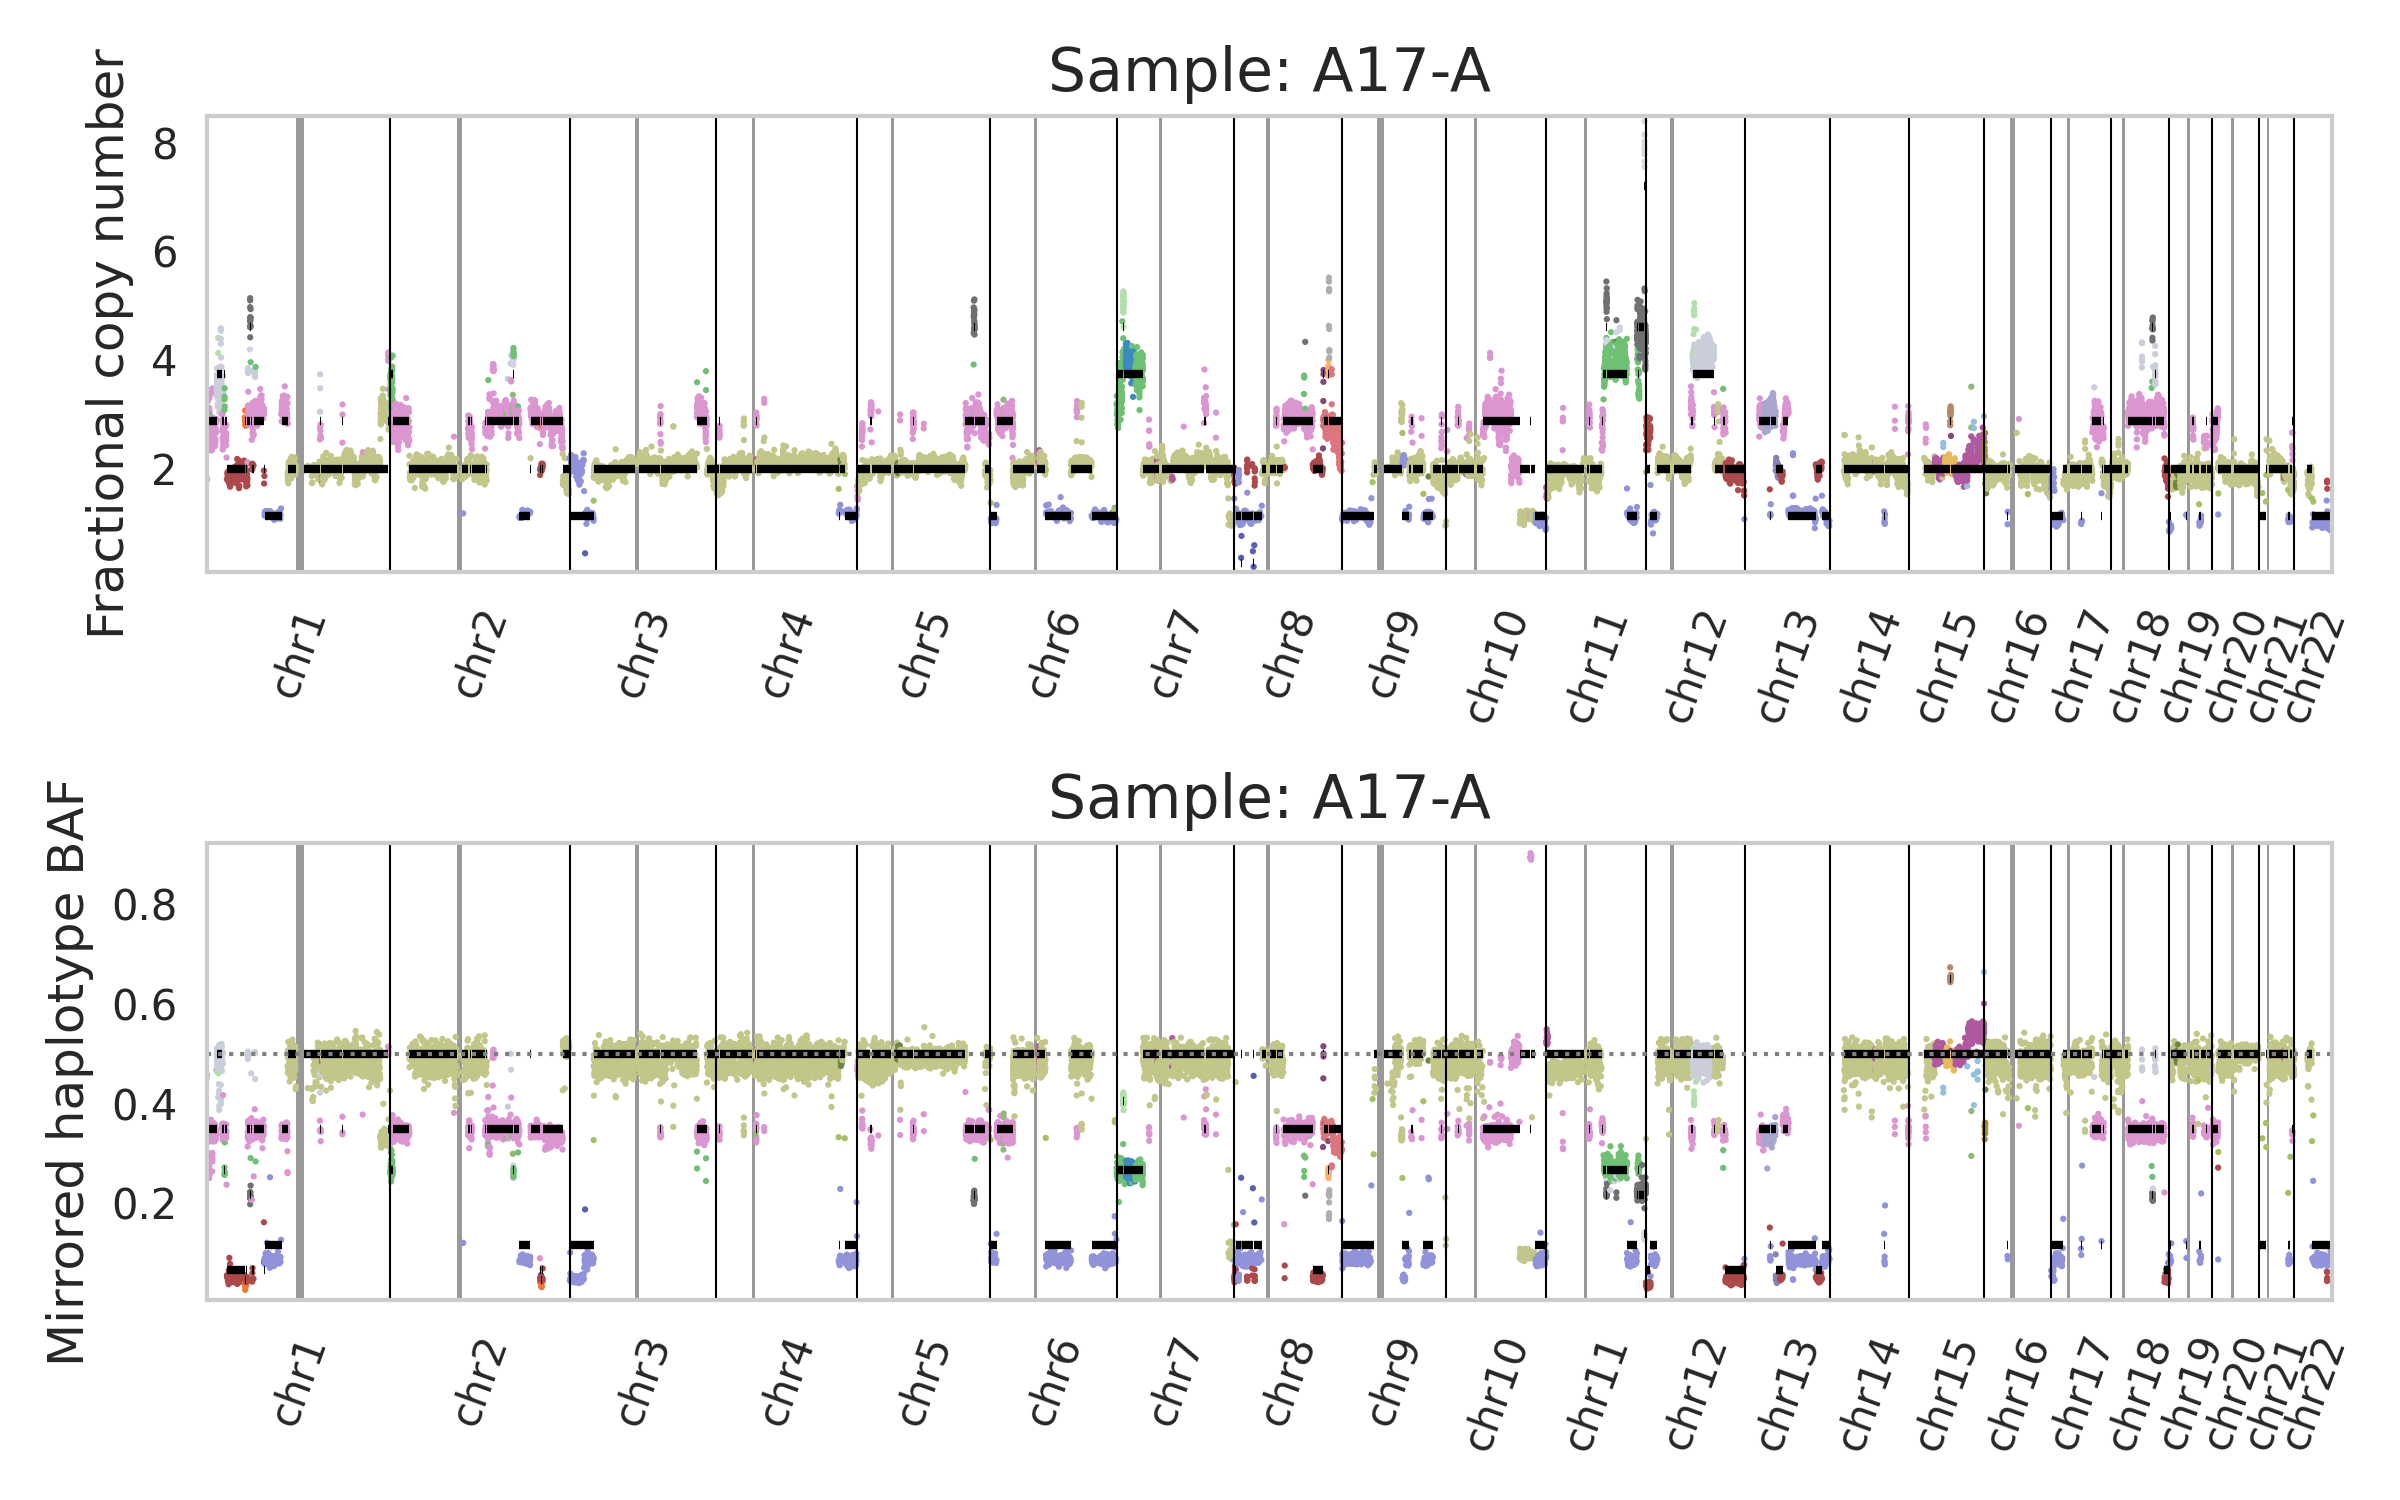 Sample: A17-A
Fractional copy number
8
6
4
2
chr1 chr2 chr3 chr4 chr5 chr6 chr7 chr8 chr9 chr10 chr11 chr12 chr13 chr14 chr15 chr16 chr17 chr18 chr19 chr20 chr21 chr22
Sample: A17-A
Mirrored haplotype BAF
0.8
0.6
0.4
0.2
chr1 chr2 chr3 chr4 chr5 chr6 chr7 chr8 chr9 chr10 chr11 chr12 chr13 chr14 chr15 chr16 chr17 chr18 chr19 chr20 chr21 chr22